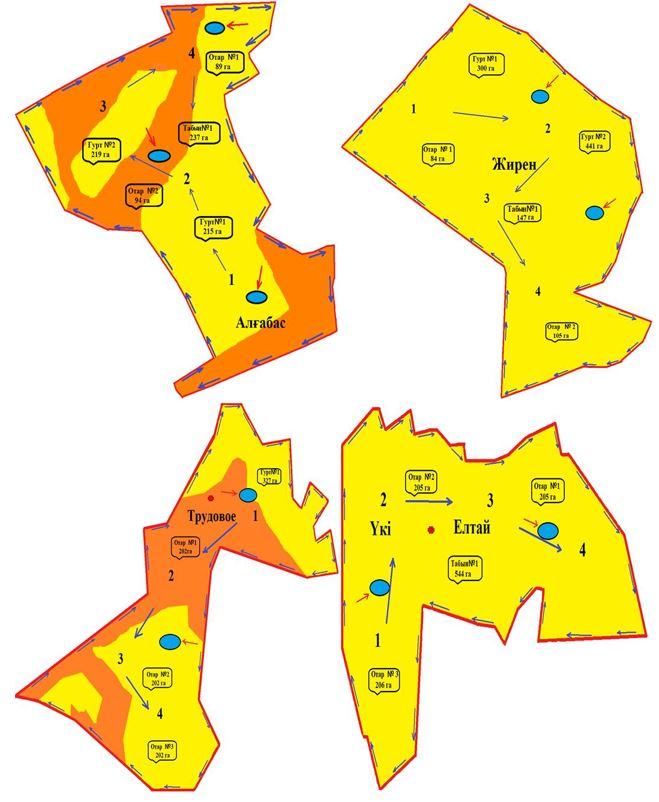 4
Отар №1
89 га
3
Табын№1
237 га
Гурт №2
219 га
2
Отар №2
94 га
Гурт№1
215 га
1
Алғабас
Гурт №1
300 га
1
2
Гурт №2
441 га
Отар №1
84 га
Жирен
3
Табын№1
147 га
4
Отар № 2
105 га
Гурт№1
327 га
Трудовое
1
Отар №1
202га
2
3
Отар №2
202 га
4
Отар №3
202 га
2
Отар №2
205 га
3
Отар №1
205 га
Үкі
Елтай
4
Табын№1
544 га
1
Отар № 3
206 га